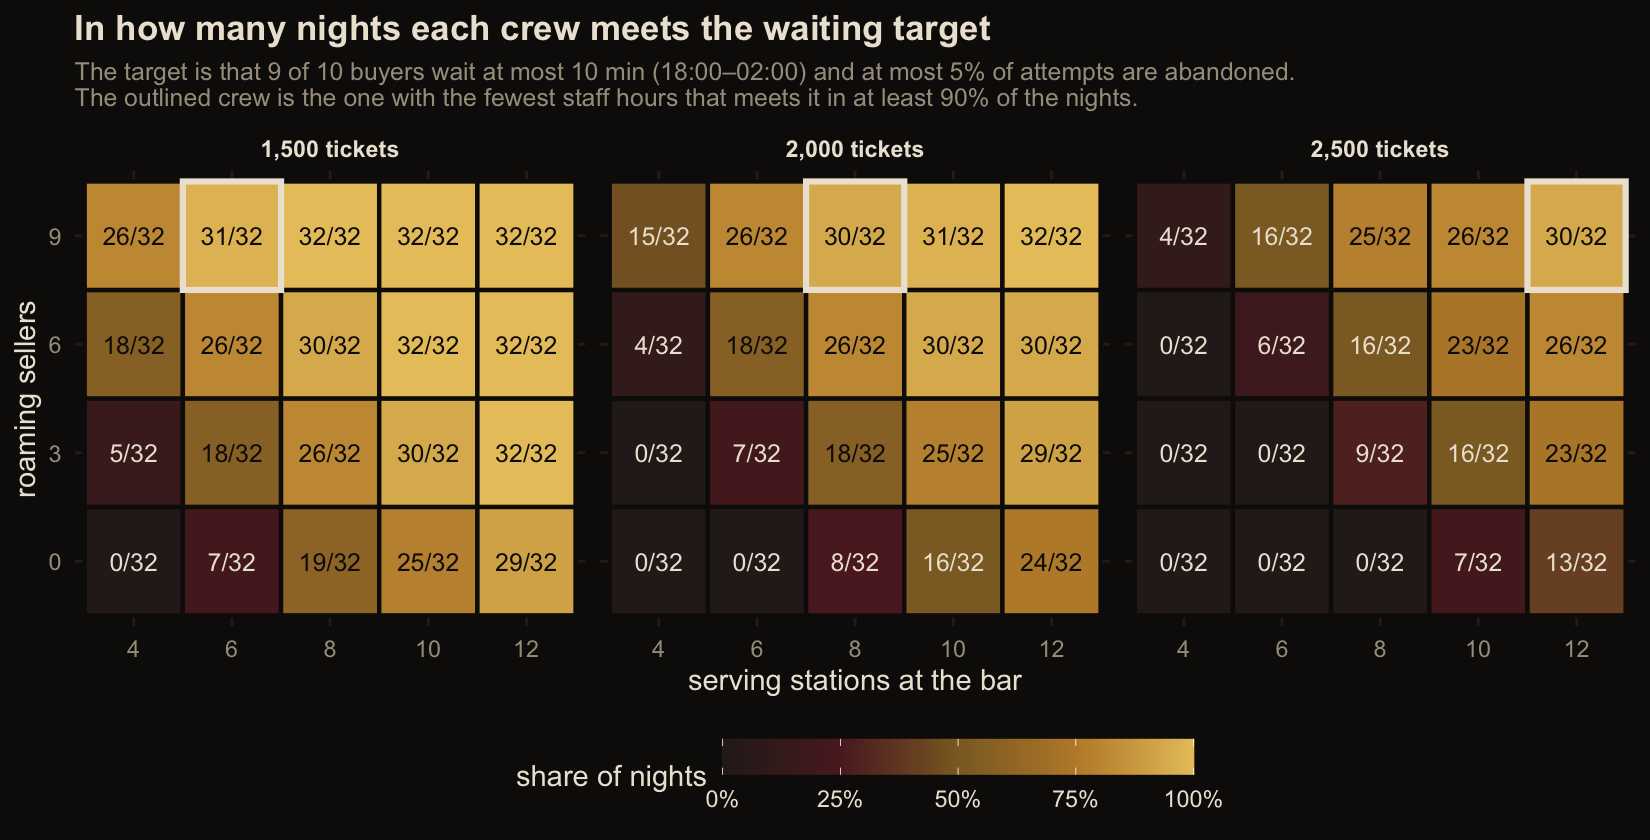 In how many nights each crew meets the waiting target
The target is that 9 of 10 buyers wait at most 10 min (18:00–02:00) and at most 5% of attempts are abandoned.
The outlined crew is the one with the fewest staff hours that meets it in at least 90% of the nights.
1,500 tickets 2,000 tickets 2,500 tickets
roaming sellers
9 26/32 31/32 32/32 32/32 32/32 15/32 26/32 30/32 31/32 32/32 4/32 16/32 25/32 26/32 30/32
6 18/32 26/32 30/32 32/32 32/32 4/32 18/32 26/32 30/32 30/32 0/32 6/32 16/32 23/32 26/32
3 5/32 18/32 26/32 30/32 32/32 0/32 7/32 18/32 25/32 29/32 0/32 0/32 9/32 16/32 23/32
0 0/32 7/32 19/32 25/32 29/32 0/32 0/32 8/32 16/32 24/32 0/32 0/32 0/32 7/32 13/32
4 6 8 10 12 4 6 8 10 12 4 6 8 10 12
serving stations at the bar
share of nights
0% 25% 50% 75% 100%